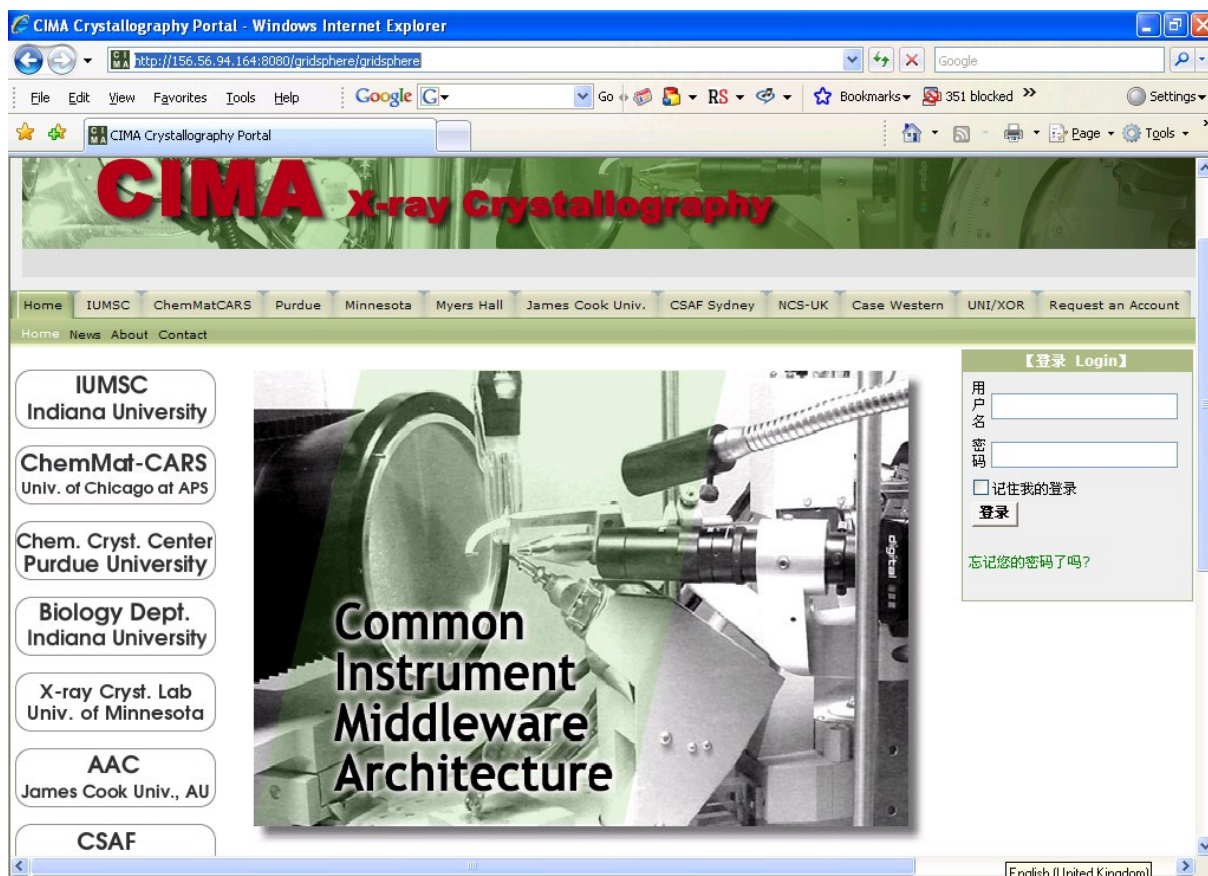 CIMA Crystallography Portal - Windows Internet Explorer
http://156.56.94.164:8080/gridsphere/gridsphere
Google
File Edit View Favorites Tools Help
Google G
Go RS Bookmarks 351 blocked Settings
CIMA Crystallography Portal
Page Tools
CIMA X-ray Crystallography
Home IUMSC ChemMatCARS Purdue Minnesota Myers Hall James Cook Univ. CSAF Sydney NCS-UK Case Western UNI/XOR Request an Account
Home News About Contact
IUMSC
Indiana University
ChemMat-CARS
Univ. of Chicago at APS
Chem. Cryst. Center
Purdue University
Biology Dept.
Indiana University
X-ray Cryst. Lab
Univ. of Minnesota
AAC
James Cook Univ., AU
CSAF
digital
Common
Instrument
Middleware
Architecture
【登录 Login】
用户名
密码
记住我的登录
登录
忘记您的密码了吗?
English (United Kingdom)